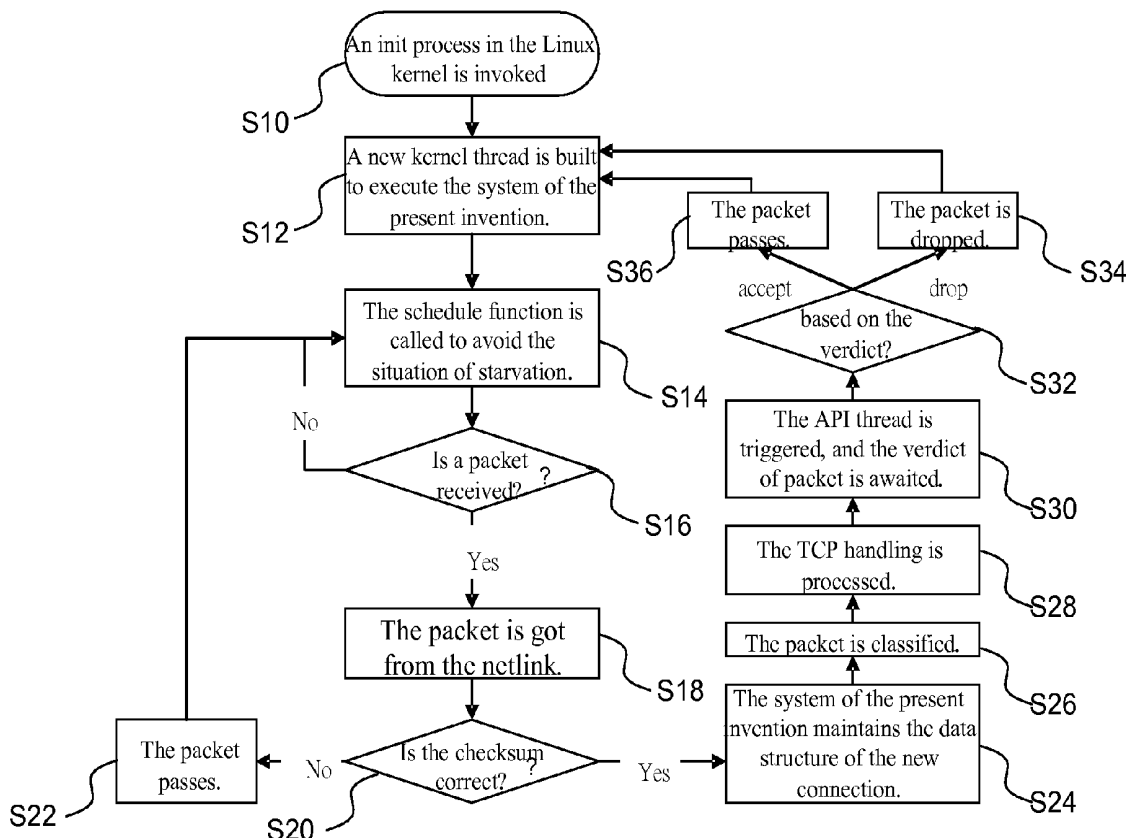 An init process in the Linux
kernel is invoked
S10
A new kernel thread is built
to execute the system of the
present invention.
S12
The schedule function is
called to avoid the
situation of starvation.
S14
No
Is a packet
received? ?
S16
Yes
The packet is got
from the netlink.
S18
Is the checksum
correct? ?
S20
No
The packet
passes.
S22
Yes
The system of the present
invention maintains the data
structure of the new
connection.
S24
The packet is classified.
S26
The TCP handling is
processed.
S28
The API thread is
triggered, and the verdict
of packet is awaited.
S30
based on the
verdict?
S32
accept
drop
The packet
passes.
S36
The packet is
dropped.
S34